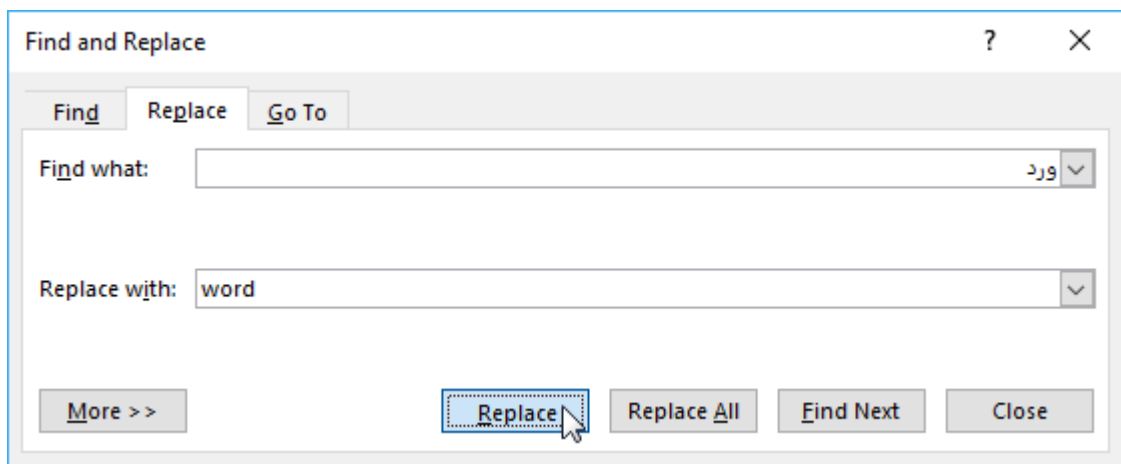 Find and Replace ?
Find Replace Go To
Find what: ورد
Replace with: word
More >> Replace Replace All Find Next Close